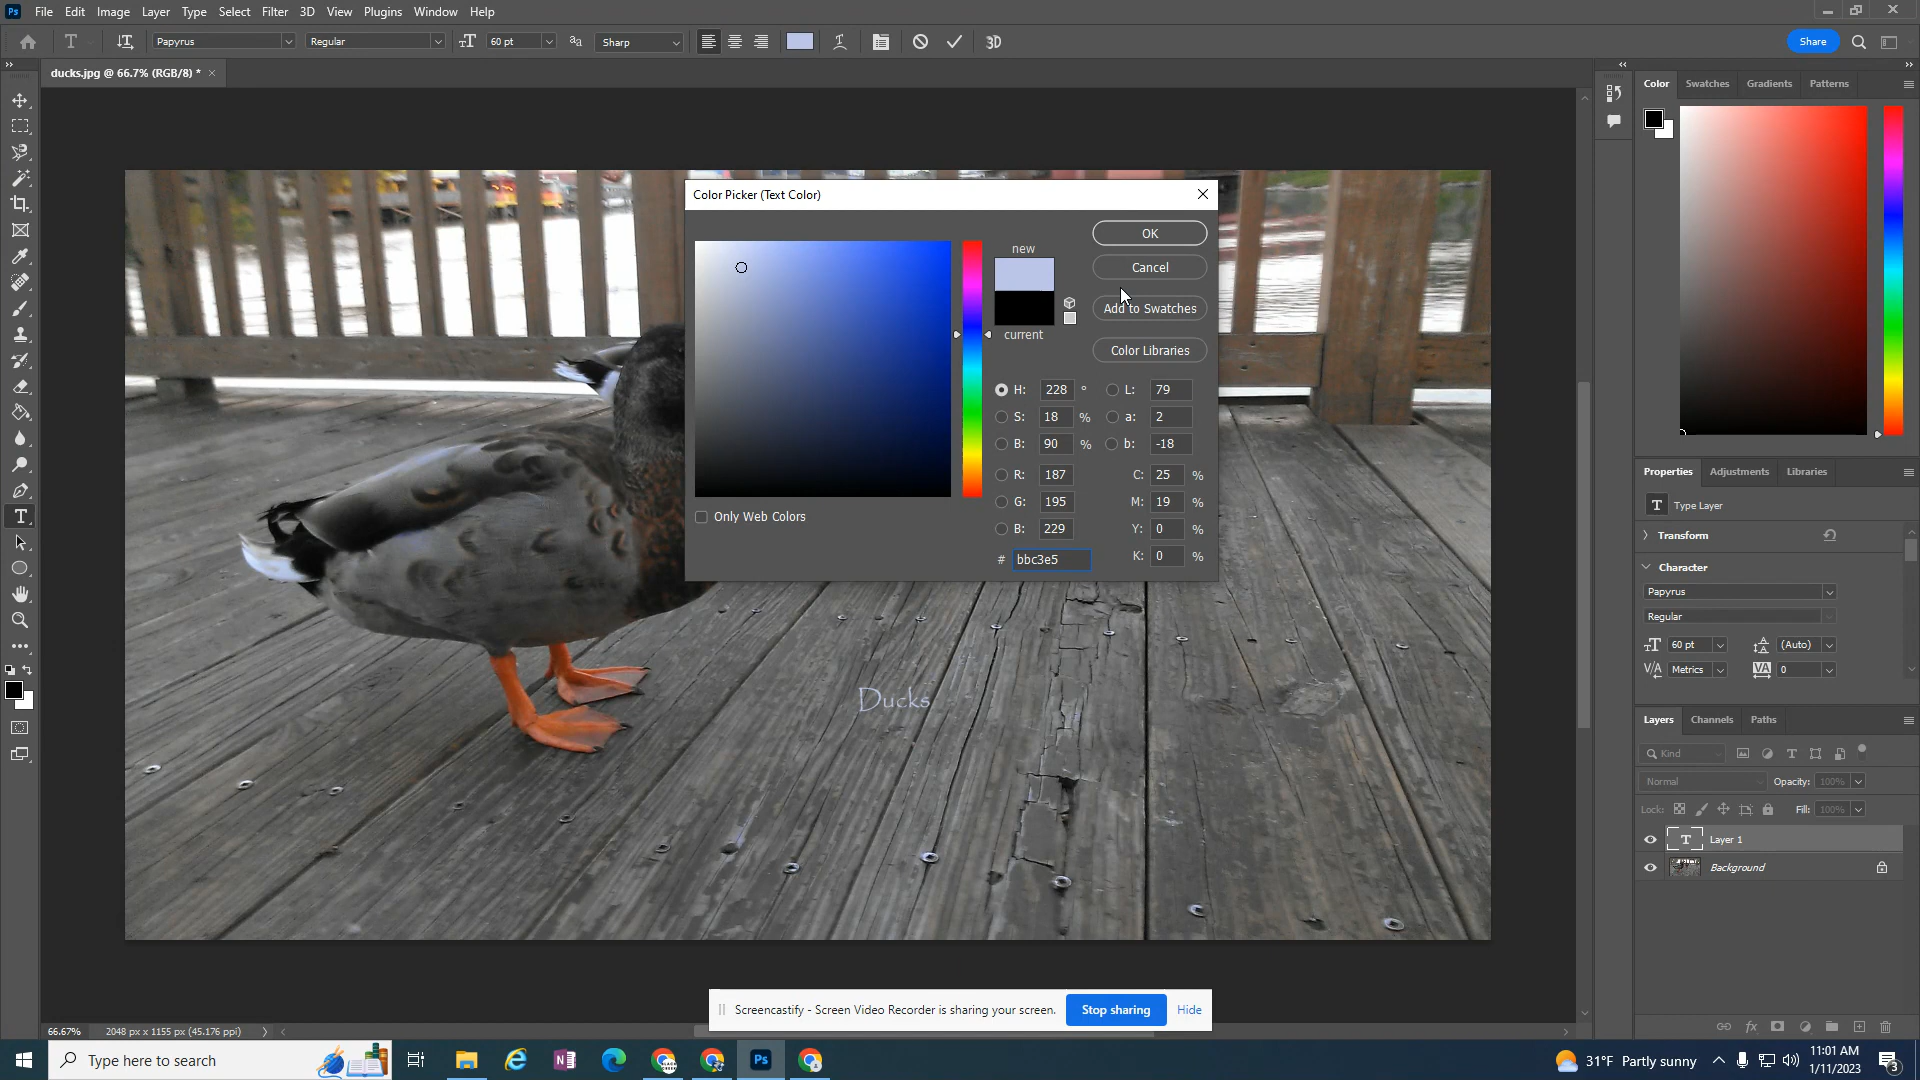 Ps File Edit Image Layer Type Select Filter 3D View Plugins Window Help
T Papyrus Regular 60 pt Sharp 3D Share
ducks.jpg @ 66.7% (RGB/8) *
Color Swatches Gradients Patterns
Color Picker (Text Color)
new
OK
Cancel
Add to Swatches
current
Color Libraries
H: 228 ° L: 79
S: 18 % a: 2
B: 90 % b: -18
R: 187 C: 25 %
G: 195 M: 19 %
B: 229 Y: 0 %
# bbc3e5 K: 0 %
Only Web Colors
Ducks
Properties Adjustments Libraries
T Type Layer
Transform
Character
Papyrus
Regular
60 pt (Auto)
Metrics 0
Layers Channels Paths
Kind
Normal Opacity: 100%
Lock: Fill: 100%
T Layer 1
Background
Screencastify - Screen Video Recorder is sharing your screen. Stop sharing Hide
66.67% 2048 px x 1155 px (45.176 ppi)
Type here to search
31°F Partly sunny
11:01 AM
1/11/2023
3